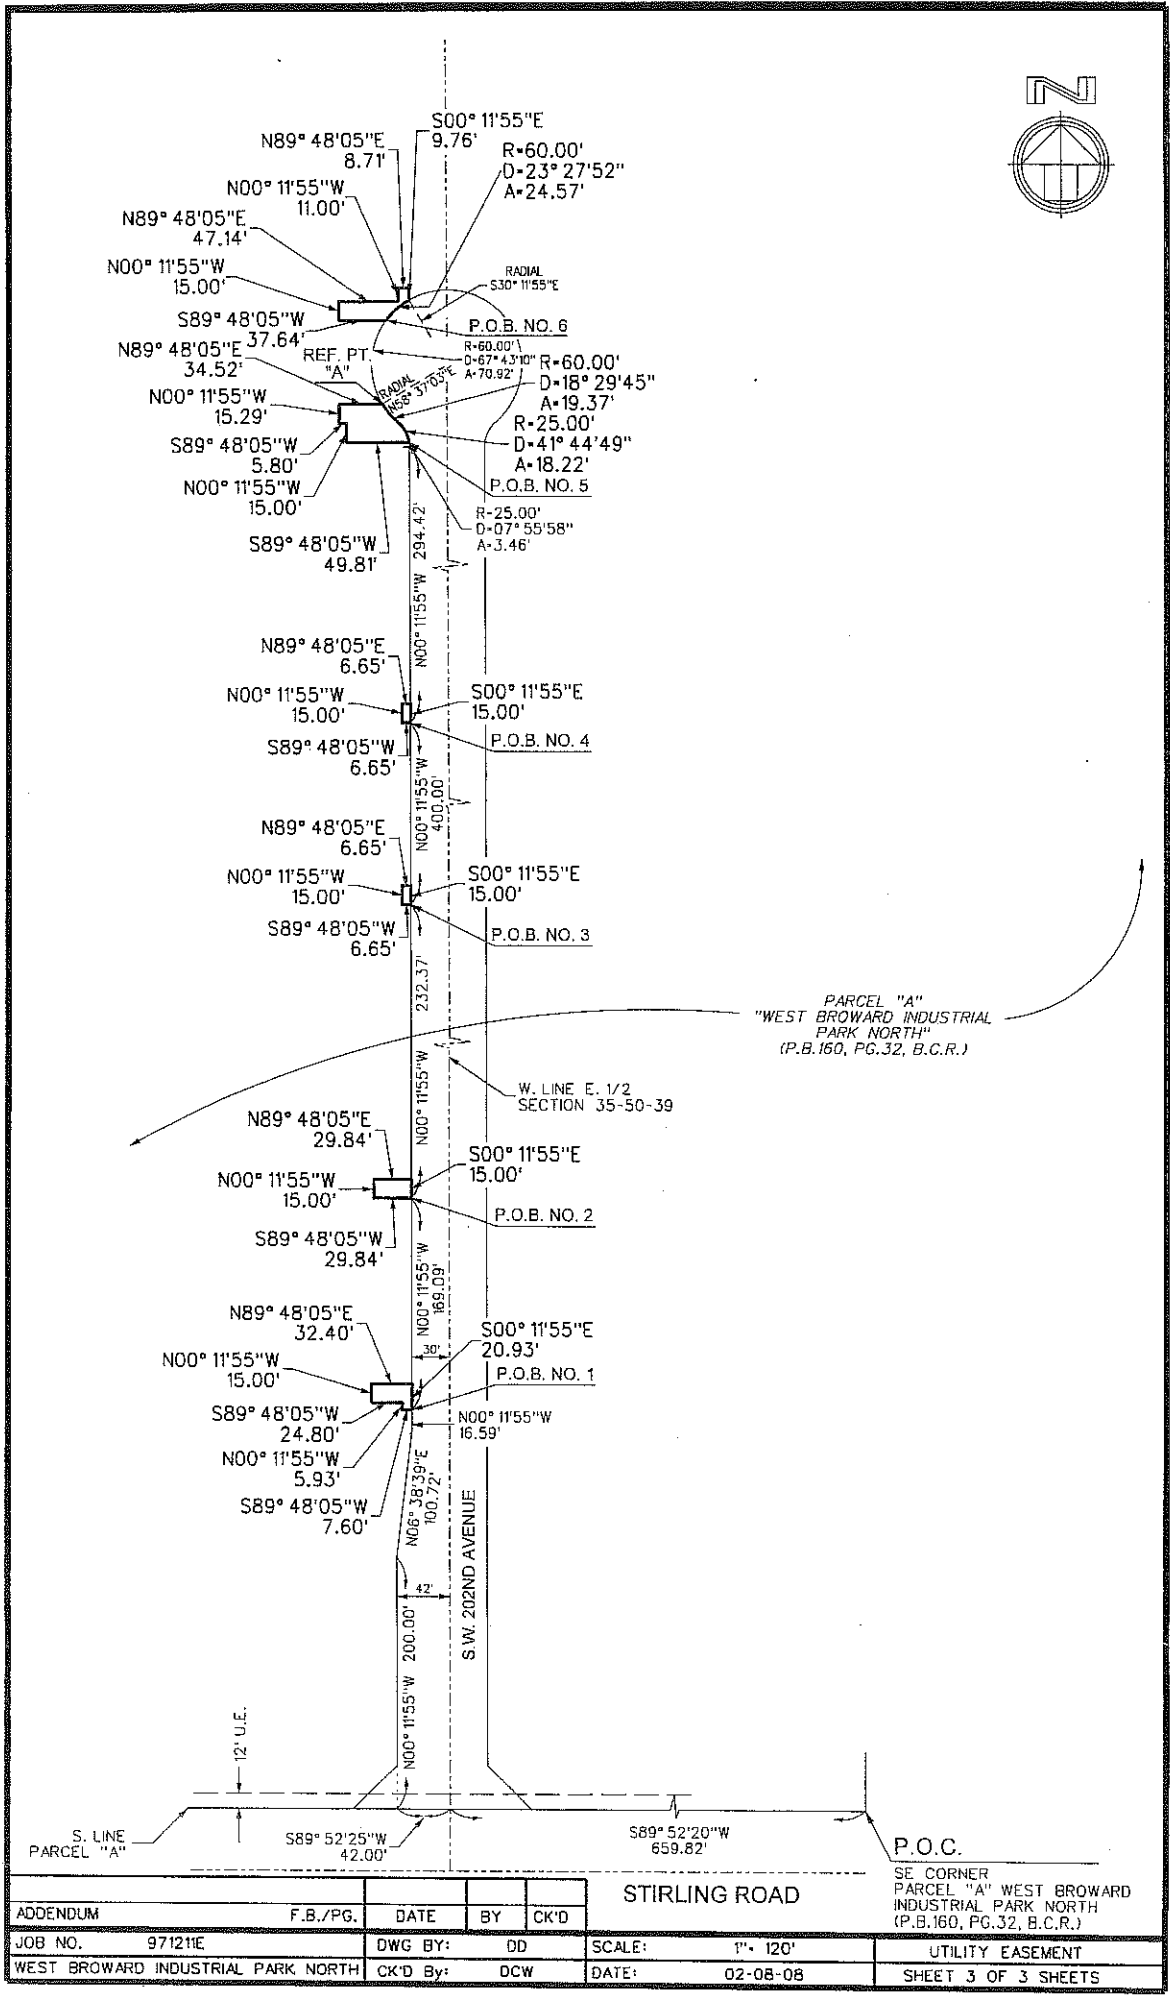 N
S00° 11'55"E
9.76'
N89° 48'05"E
8.71'
R=60.00'
D=23° 27'52"
A=24.57'
N00° 11'55"W
11.00'
N89° 48'05"E
47.14'
N00° 11'55"W
15.00'
RADIAL
S30° 11'55"E
S89° 48'05"W
37.64'
P.O.B. NO. 6
N89° 48'05"E
34.52'
REF. PT.
"A"
R=60.00'
D=67° 43'10"
A=70.92'
RADIAL
N58° 37'03"E
R=60.00'
D=18° 29'45"
A=19.37'
N00° 11'55"W
15.29'
R=25.00'
D=41° 44'49"
A=18.22'
S89° 48'05"W
5.80'
N00° 11'55"W
15.00'
P.O.B. NO. 5
R=25.00'
D=07° 55'58"
A=3.46'
S89° 48'05"W
49.81'
N00° 11'55"W 294.42'
N89° 48'05"E
6.65'
N00° 11'55"W
15.00'
S00° 11'55"E
15.00'
P.O.B. NO. 4
S89° 48'05"W
6.65'
N00° 11'55"W
400.00'
N89° 48'05"E
6.65'
N00° 11'55"W
15.00'
S00° 11'55"E
15.00'
S89° 48'05"W
6.65'
P.O.B. NO. 3
N00° 11'55"W 232.37'
PARCEL "A"
"WEST BROWARD INDUSTRIAL
PARK NORTH"
(P.B.160, PG.32, B.C.R.)
W. LINE E. 1/2
SECTION 35-50-39
N89° 48'05"E
29.84'
N00° 11'55"W
15.00'
S00° 11'55"E
15.00'
P.O.B. NO. 2
S89° 48'05"W
29.84'
N00° 11'55"W
169.09'
N89° 48'05"E
32.40'
30'
S00° 11'55"E
20.93'
N00° 11'55"W
15.00'
P.O.B. NO. 1
S89° 48'05"W
24.80'
N00° 11'55"W
16.59'
N00° 11'55"W
5.93'
S89° 48'05"W
7.60'
N06° 38'39"E
100.72'
S.W. 202ND AVENUE
42'
N00° 11'55"W 200.00'
12' U.E.
S. LINE
PARCEL "A"
S89° 52'25"W
42.00'
S89° 52'20"W
659.82'
P.O.C.
SE CORNER
PARCEL "A" WEST BROWARD
INDUSTRIAL PARK NORTH
(P.B.160, PG.32, B.C.R.)
STIRLING ROAD
ADDENDUM F.B./PG. DATE BY CK'D
JOB NO. 971211E DWG BY: DD SCALE: 1"= 120' UTILITY EASEMENT
WEST BROWARD INDUSTRIAL PARK NORTH CK'D By: DCW DATE: 02-08-08 SHEET 3 OF 3 SHEETS